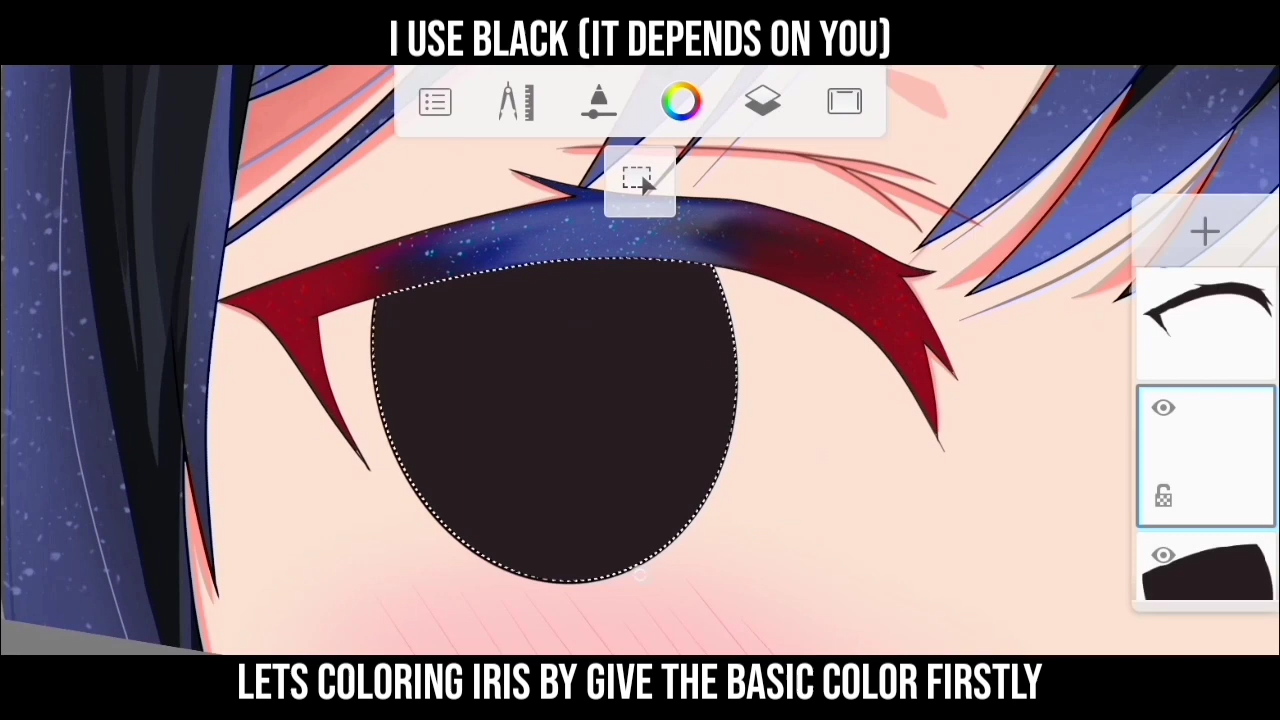 I USE BLACK (IT DEPENDS ON YOU)
LETS COLORING IRIS BY GIVE THE BASIC COLOR FIRSTLY